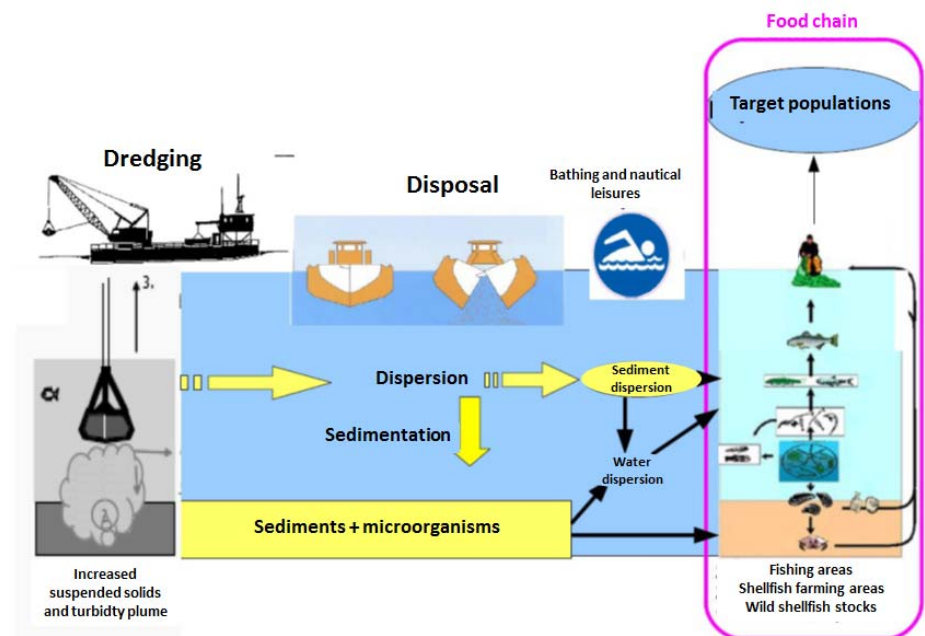 Food chain
Target populations
Dredging
Disposal
Bathing and nautical
leisures
3.
Dispersion
Sediment
dispersion
Sedimentation
Water
dispersion
Sediments + microorganisms
Increased
suspended solids
and turbidty plume
Fishing areas
Shellfish farming areas
Wild shellfish stocks